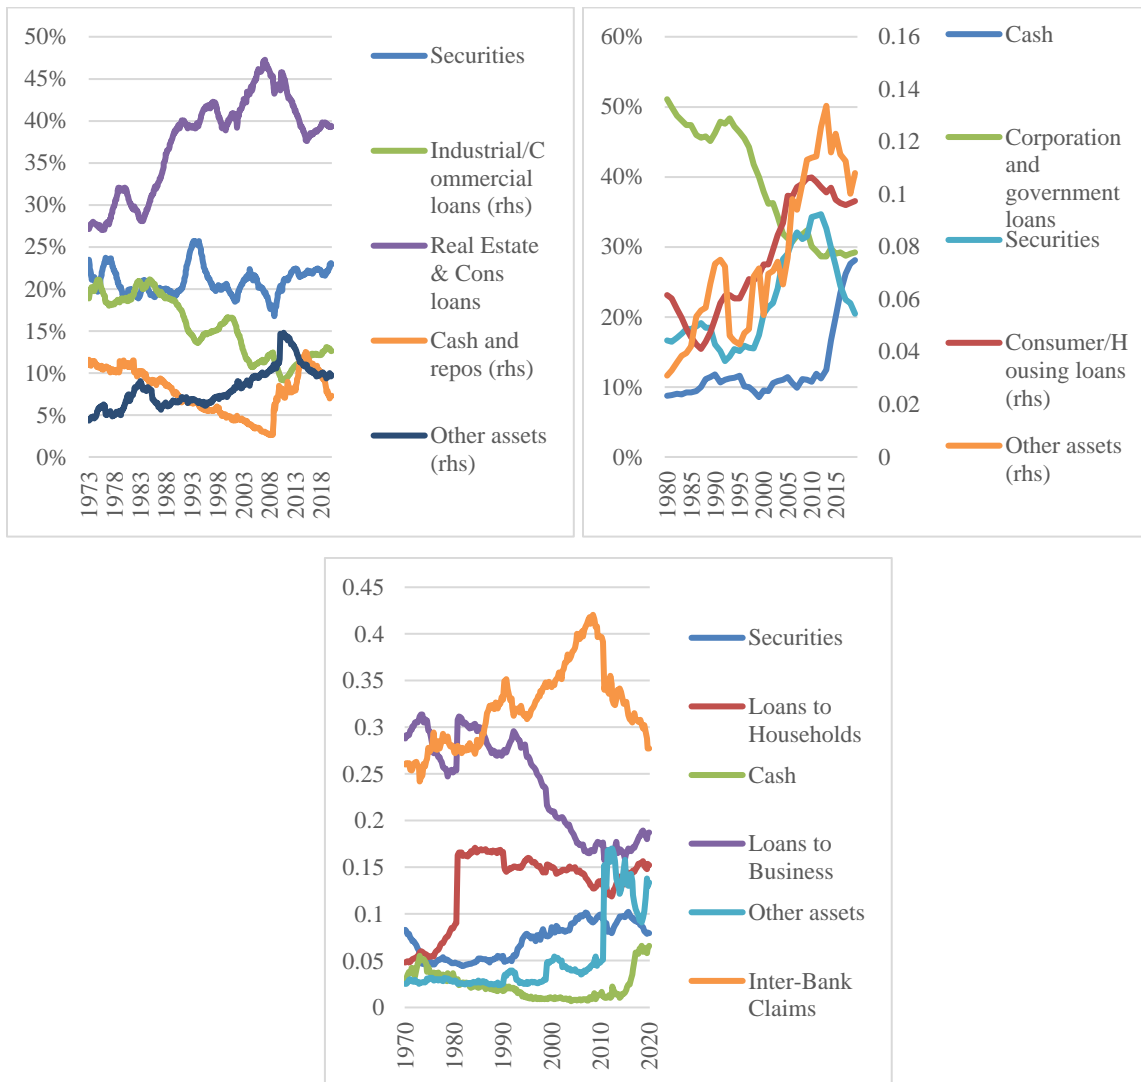 50%
45%
40%
35%
30%
25%
20%
15%
10%
5%
0%
1973
1978
1983
1988
1993
1998
2003
2008
2013
2018
Securities
Industrial/C
ommercial
loans (rhs)
Real Estate
& Cons
loans
Cash and
repos (rhs)
Other assets
(rhs)
60%
50%
40%
30%
20%
10%
0%
1980
1985
1990
1995
2000
2005
2010
2015
0.16
0.14
0.12
0.1
0.08
0.06
0.04
0.02
0
Cash
Corporation
and
government
loans
Securities
Consumer/H
ousing loans
(rhs)
Other assets
(rhs)
0.45
0.4
0.35
0.3
0.25
0.2
0.15
0.1
0.05
0
1970
1980
1990
2000
2010
2020
Securities
Loans to
Households
Cash
Loans to
Business
Other assets
Inter-Bank
Claims